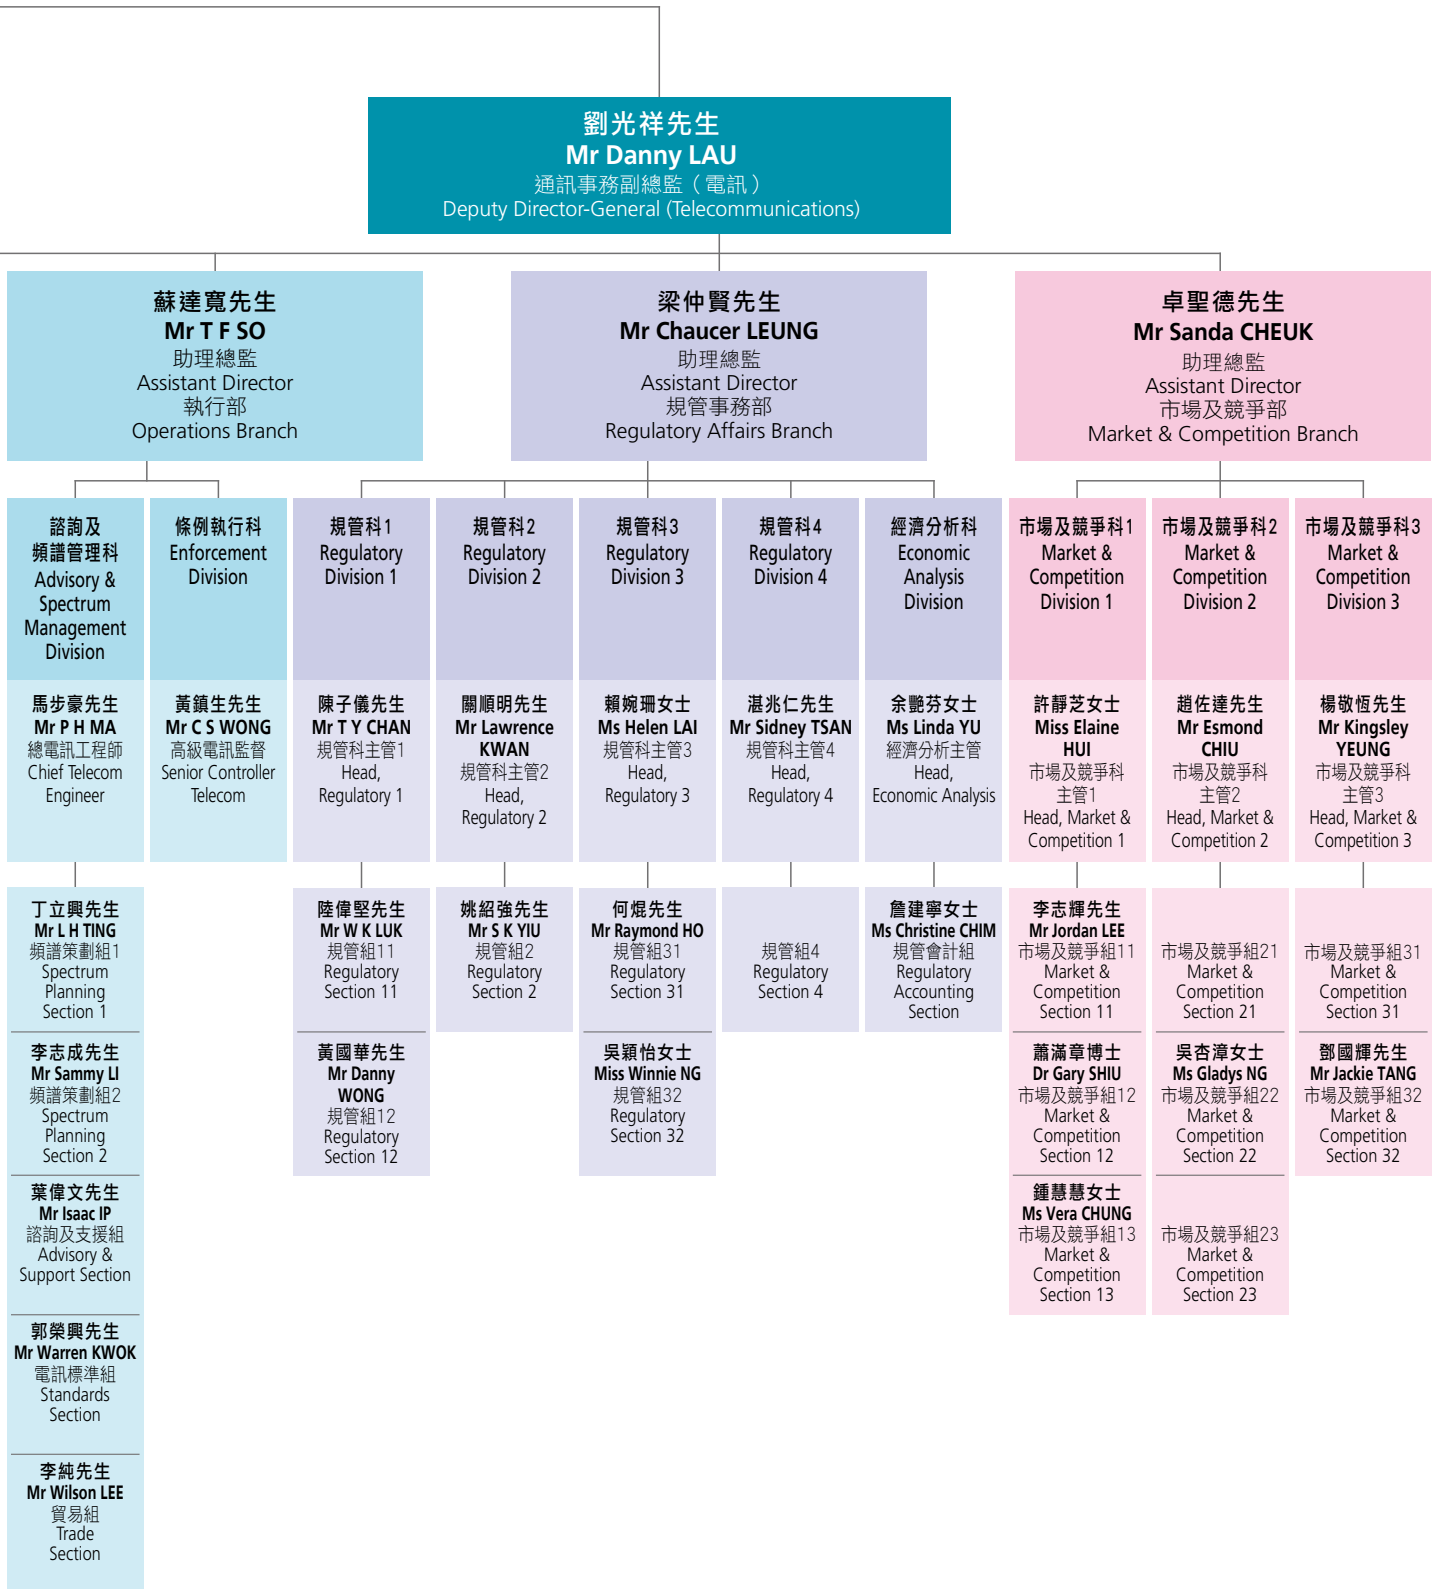 劉光祥先生
Mr Danny LAU
通訊事務副總監（電訊）
Deputy Director-General (Telecommunications)
蘇達寬先生
Mr T F SO
助理總監
Assistant Director
執行部
Operations Branch
梁仲賢先生
Mr Chaucer LEUNG
助理總監
Assistant Director
規管事務部
Regulatory Affairs Branch
卓聖德先生
Mr Sanda CHEUK
助理總監
Assistant Director
市場及競爭部
Market & Competition Branch
諮詢及
頻譜管理科
Advisory &
Spectrum
Management
Division
馬步豪先生
Mr P H MA
總電訊工程師
Chief Telecom
Engineer
丁立興先生
Mr L H TING
頻譜策劃組1
Spectrum
Planning
Section 1
李志成先生
Mr Sammy LI
頻譜策劃組2
Spectrum
Planning
Section 2
葉偉文先生
Mr Isaac IP
諮詢及支援組
Advisory &
Support Section
郭榮興先生
Mr Warren KWOK
電訊標準組
Standards
Section
李純先生
Mr Wilson LEE
貿易組
Trade
Section
條例執行科
Enforcement
Division
黃鎮生先生
Mr C S WONG
高級電訊監督
Senior Controller
Telecom
規管科1
Regulatory
Division 1
陳子儀先生
Mr T Y CHAN
規管科主管1
Head,
Regulatory 1
陸偉堅先生
Mr W K LUK
規管組11
Regulatory
Section 11
黃國華先生
Mr Danny
WONG
規管組12
Regulatory
Section 12
規管科2
Regulatory
Division 2
關順明先生
Mr Lawrence
KWAN
規管科主管2
Head,
Regulatory 2
姚紹強先生
Mr S K YIU
規管組2
Regulatory
Section 2
規管科3
Regulatory
Division 3
賴婉珊女士
Ms Helen LAI
規管科主管3
Head,
Regulatory 3
何焜先生
Mr Raymond HO
規管組31
Regulatory
Section 31
吳穎怡女士
Miss Winnie NG
規管組32
Regulatory
Section 32
規管科4
Regulatory
Division 4
湛兆仁先生
Mr Sidney TSAN
規管科主管4
Head,
Regulatory 4
規管組4
Regulatory
Section 4
經濟分析科
Economic
Analysis
Division
余艷芬女士
Ms Linda YU
經濟分析主管
Head,
Economic Analysis
詹建寧女士
Ms Christine CHIM
規管會計組
Regulatory
Accounting
Section
市場及競爭科1
Market &
Competition
Division 1
許靜芝女士
Miss Elaine
HUI
市場及競爭科
主管1
Head, Market &
Competition 1
李志輝先生
Mr Jordan LEE
市場及競爭組11
Market &
Competition
Section 11
蕭滿章博士
Dr Gary SHIU
市場及競爭組12
Market &
Competition
Section 12
鍾慧慧女士
Ms Vera CHUNG
市場及競爭組13
Market &
Competition
Section 13
市場及競爭科2
Market &
Competition
Division 2
趙佐達先生
Mr Esmond
CHIU
市場及競爭科
主管2
Head, Market &
Competition 2
市場及競爭組21
Market &
Competition
Section 21
吳杏漳女士
Ms Gladys NG
市場及競爭組22
Market &
Competition
Section 22
市場及競爭組23
Market &
Competition
Section 23
市場及競爭科3
Market &
Competition
Division 3
楊敬恆先生
Mr Kingsley
YEUNG
市場及競爭科
主管3
Head, Market &
Competition 3
市場及競爭組31
Market &
Competition
Section 31
鄧國輝先生
Mr Jackie TANG
市場及競爭組32
Market &
Competition
Section 32